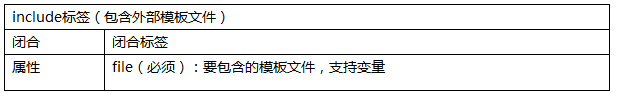 include标签（包含外部模板文件）
闭合 闭合标签
属性 file（必须）：要包含的模板文件，支持变量